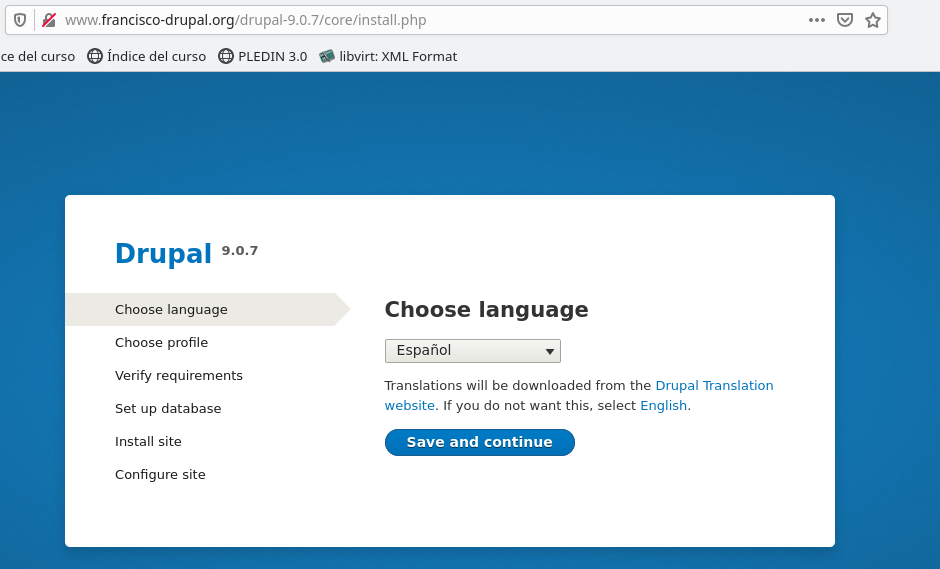 www.francisco-drupal.org/drupal-9.0.7/core/install.php
ce del curso Índice del curso PLEDIN 3.0 libvirt: XML Format
Drupal 9.0.7
Choose language
Choose profile
Verify requirements
Set up database
Install site
Configure site
Choose language
Español
Translations will be downloaded from the Drupal Translation
website. If you do not want this, select English.
Save and continue